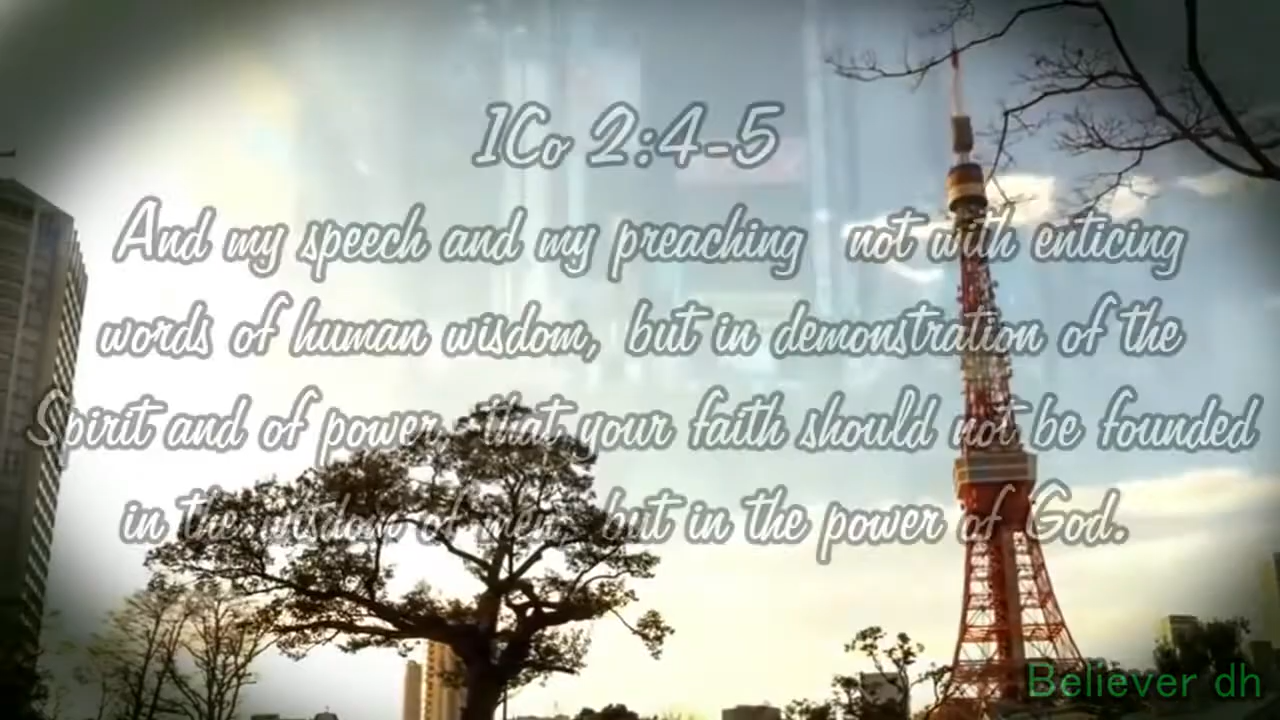 1Co 2:4-5
And my speech and my preaching not with enticing
words of human wisdom, but in demonstration of the
Spirit and of power, that your faith should not be founded
in the wisdom of men, but in the power of God.
Believer dh